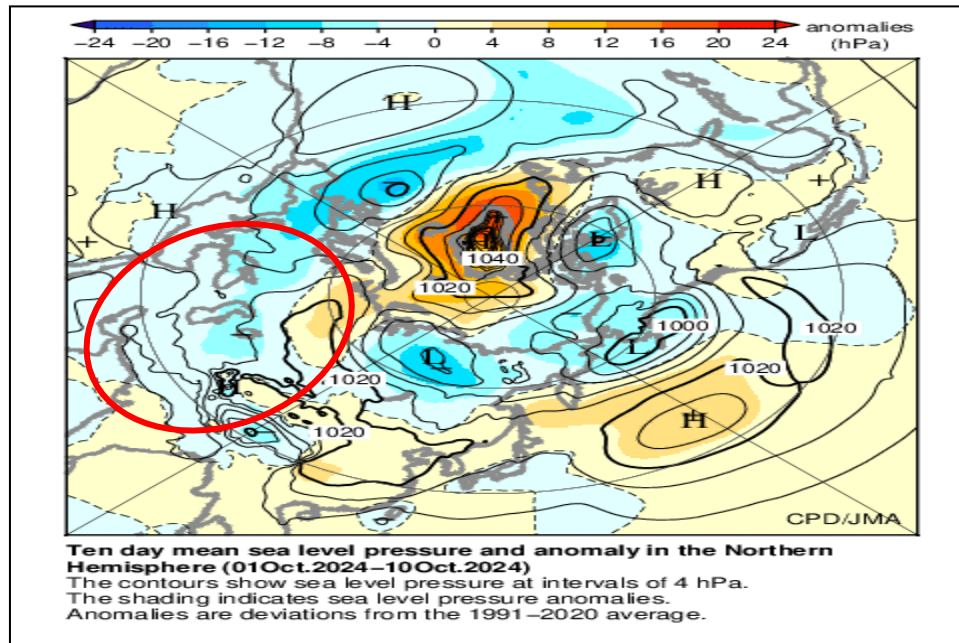 anomalies
−24 −20 −16 −12 −8 −4 0 4 8 12 16 20 24 (hPa)
H
H
H
+
L
L
+
H
1040
1020
1000
1020
L
L
1020
1020
H
1020
CPD/JMA
Ten day mean sea level pressure and anomaly in the Northern
Hemisphere (01Oct.2024−10Oct.2024)
The contours show sea level pressure at intervals of 4 hPa.
The shading indicates sea level pressure anomalies.
Anomalies are deviations from the 1991−2020 average.